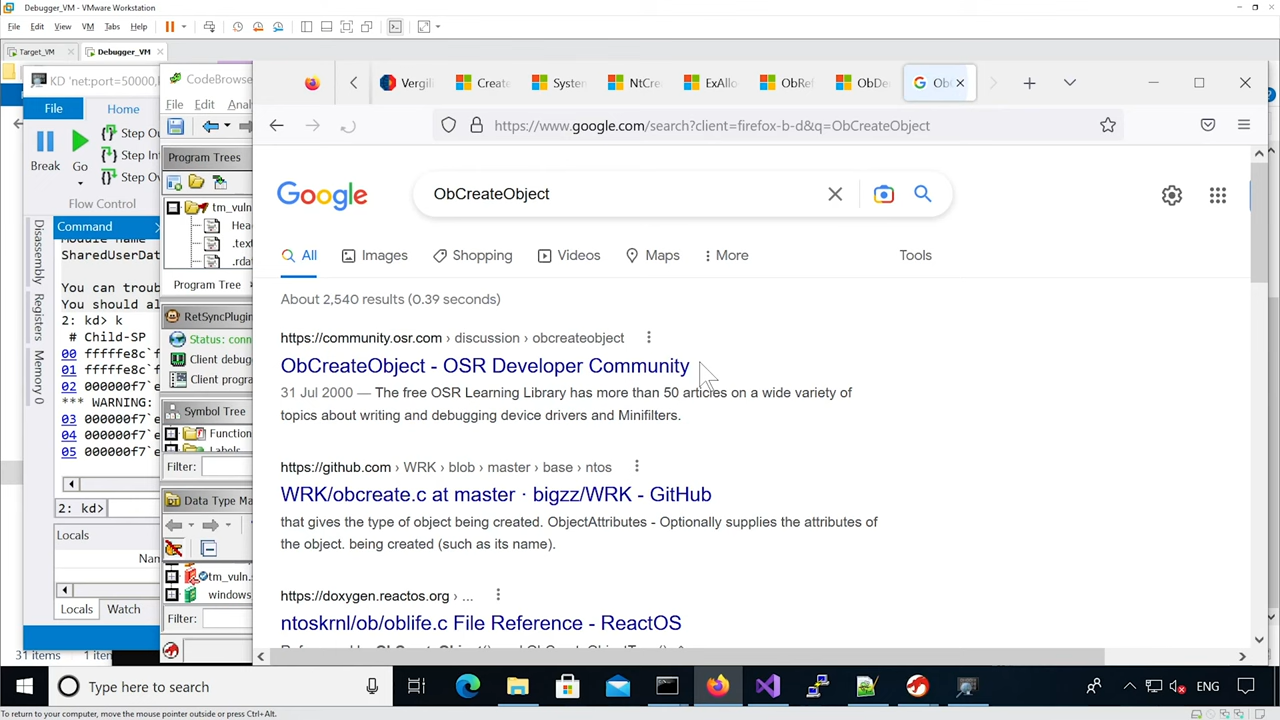 Debugger_VM - VMware Workstation
File Edit View VM Tabs Help
Target_VM Debugger_VM
KD 'net:port=50000,
File Home
Break Go
Step Ou
Step Int
Step Ov
Flow Control
Command
SharedUserDat
You can troub
You should al
2: kd> k
# Child-SP
00 fffffe8c`f
01 fffffe8c`f
02 000000f7`e
*** WARNING:
03 000000f7`e
04 000000f7`e
05 000000f7`e
2: kd>
Disassembly
Registers
Memory 0
Locals
Nam
Locals Watch
31 items
CodeBrowse
File Edit Analy
Program Trees
tm_vuln
Hea
.text
.rda
Program Tree
RetSyncPlugin
Status: conn
Client debug
Client progra
Symbol Tree
Function
Labels
Filter:
Data Type Ma
tm_vuln.s
windows
Filter:
Vergili Create System NtCre ExAllo ObRef ObDe ObC
https://www.google.com/search?client=firefox-b-d&q=ObCreateObject
Google ObCreateObject
All Images Shopping Videos Maps More Tools
About 2,540 results (0.39 seconds)
https://community.osr.com › discussion › obcreateobject
ObCreateObject - OSR Developer Community
31 Jul 2000 — The free OSR Learning Library has more than 50 articles on a wide variety of
topics about writing and debugging device drivers and Minifilters.
https://github.com › WRK › blob › master › base › ntos
WRK/obcreate.c at master · bigzz/WRK - GitHub
that gives the type of object being created. ObjectAttributes - Optionally supplies the attributes of
the object. being created (such as its name).
https://doxygen.reactos.org › ...
ntoskrnl/ob/oblife.c File Reference - ReactOS
Type here to search
ENG
To return to your computer, move the mouse pointer outside or press Ctrl+Alt.